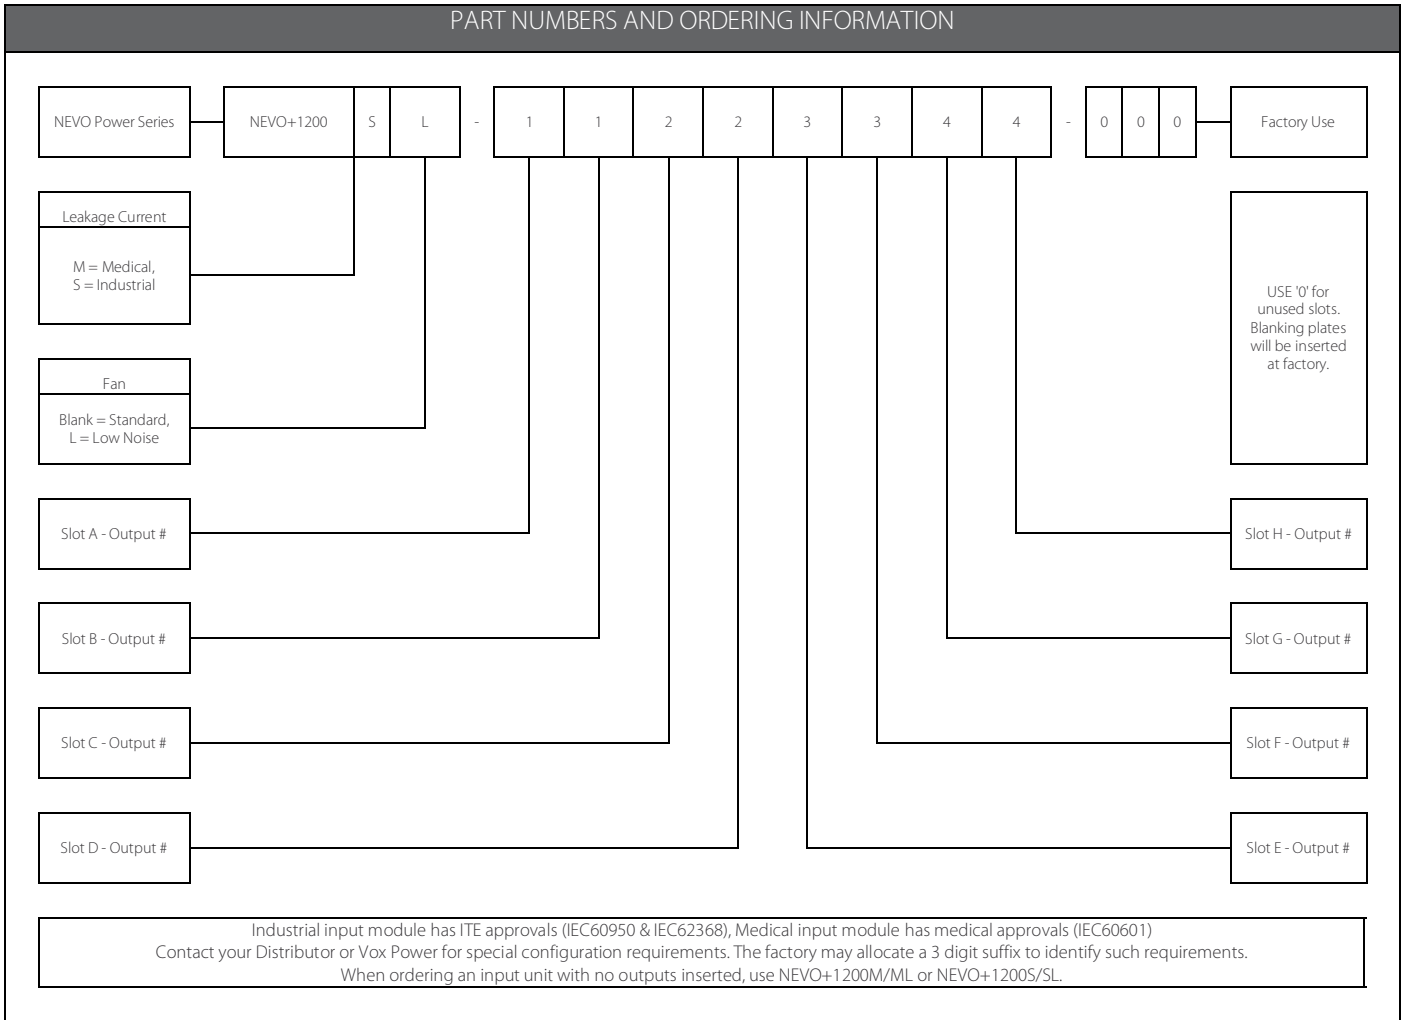 PART NUMBERS AND ORDERING INFORMATION
NEVO Power Series
NEVO+1200 S L - 1 1 2 2 3 3 4 4 - 0 0 0
Factory Use
Leakage Current
M = Medical,
S = Industrial
USE '0' for
unused slots.
Blanking plates
will be inserted
at factory.
Fan
Blank = Standard,
L = Low Noise
Slot A - Output #
Slot H - Output #
Slot B - Output #
Slot G - Output #
Slot C - Output #
Slot F - Output #
Slot D - Output #
Slot E - Output #
Industrial input module has ITE approvals (IEC60950 & IEC62368), Medical input module has medical approvals (IEC60601)
Contact your Distributor or Vox Power for special configuration requirements. The factory may allocate a 3 digit suffix to identify such requirements.
When ordering an input unit with no outputs inserted, use NEVO+1200M/ML or NEVO+1200S/SL.